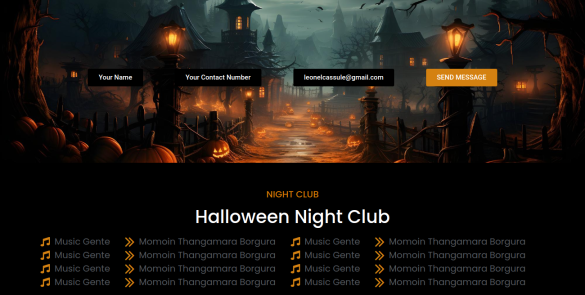 Your Name Your Contact Number leonelcassule@gmail.com SEND MESSAGE
NIGHT CLUB
Halloween Night Club
Music Gente Momoin Thangamara Borgura Music Gente Momoin Thangamara Borgura
Music Gente Momoin Thangamara Borgura Music Gente Momoin Thangamara Borgura
Music Gente Momoin Thangamara Borgura Music Gente Momoin Thangamara Borgura
Music Gente Momoin Thangamara Borgura Music Gente Momoin Thangamara Borgura